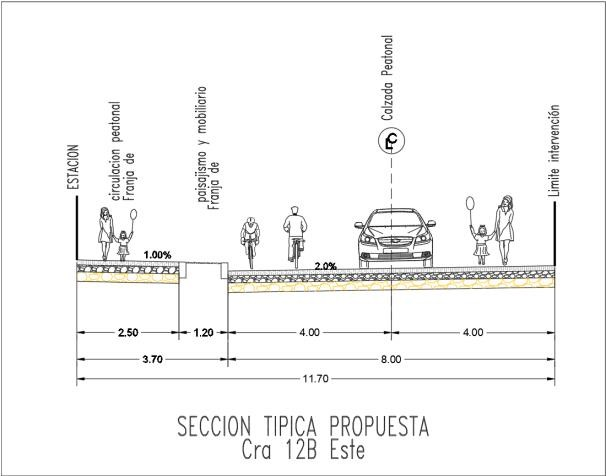 ESTACION
circulacion peatonal
Franja de
paisajismo y mobiliario
Franja de
Calzada Peatonal
Limite intervención
CL
1.00%
2.0%
2.50
1.20
4.00
4.00
3.70
8.00
11.70
SECCION TIPICA PROPUESTA
Cra 12B Este